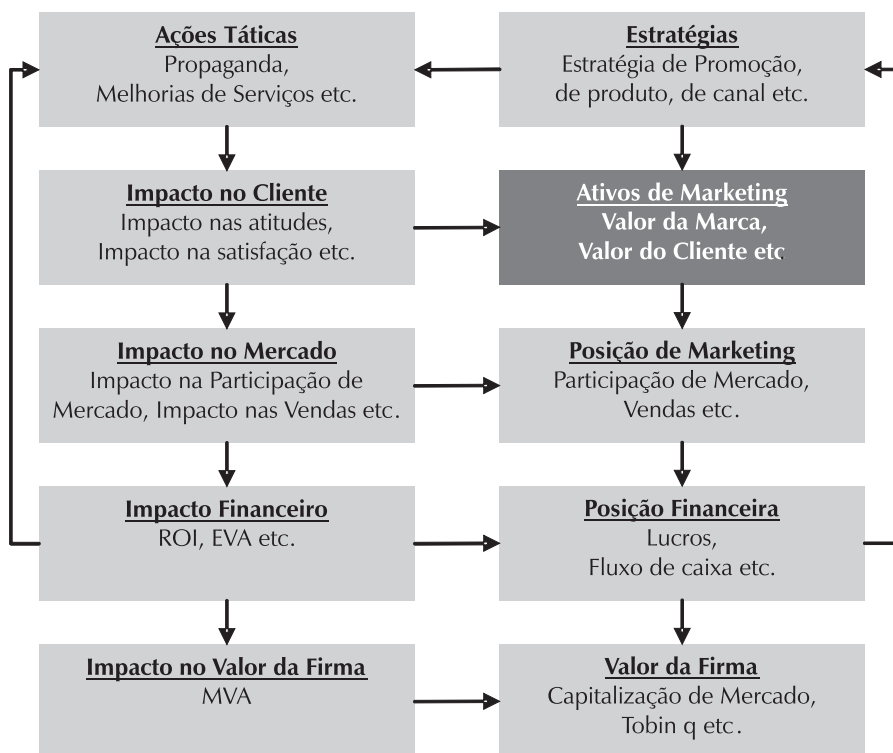 Ações Táticas
Propaganda,
Melhorias de Serviços etc.
Estratégias
Estratégia de Promoção,
de produto, de canal etc.
Impacto no Cliente
Impacto nas atitudes,
Impacto na satisfação etc.
Ativos de Marketing
Valor da Marca,
Valor do Cliente etc
Impacto no Mercado
Impacto na Participação de
Mercado, Impacto nas Vendas etc.
Posição de Marketing
Participação de Mercado,
Vendas etc.
Impacto Financeiro
ROI, EVA etc.
Posição Financeira
Lucros,
Fluxo de caixa etc.
Impacto no Valor da Firma
MVA
Valor da Firma
Capitalização de Mercado,
Tobin q etc.